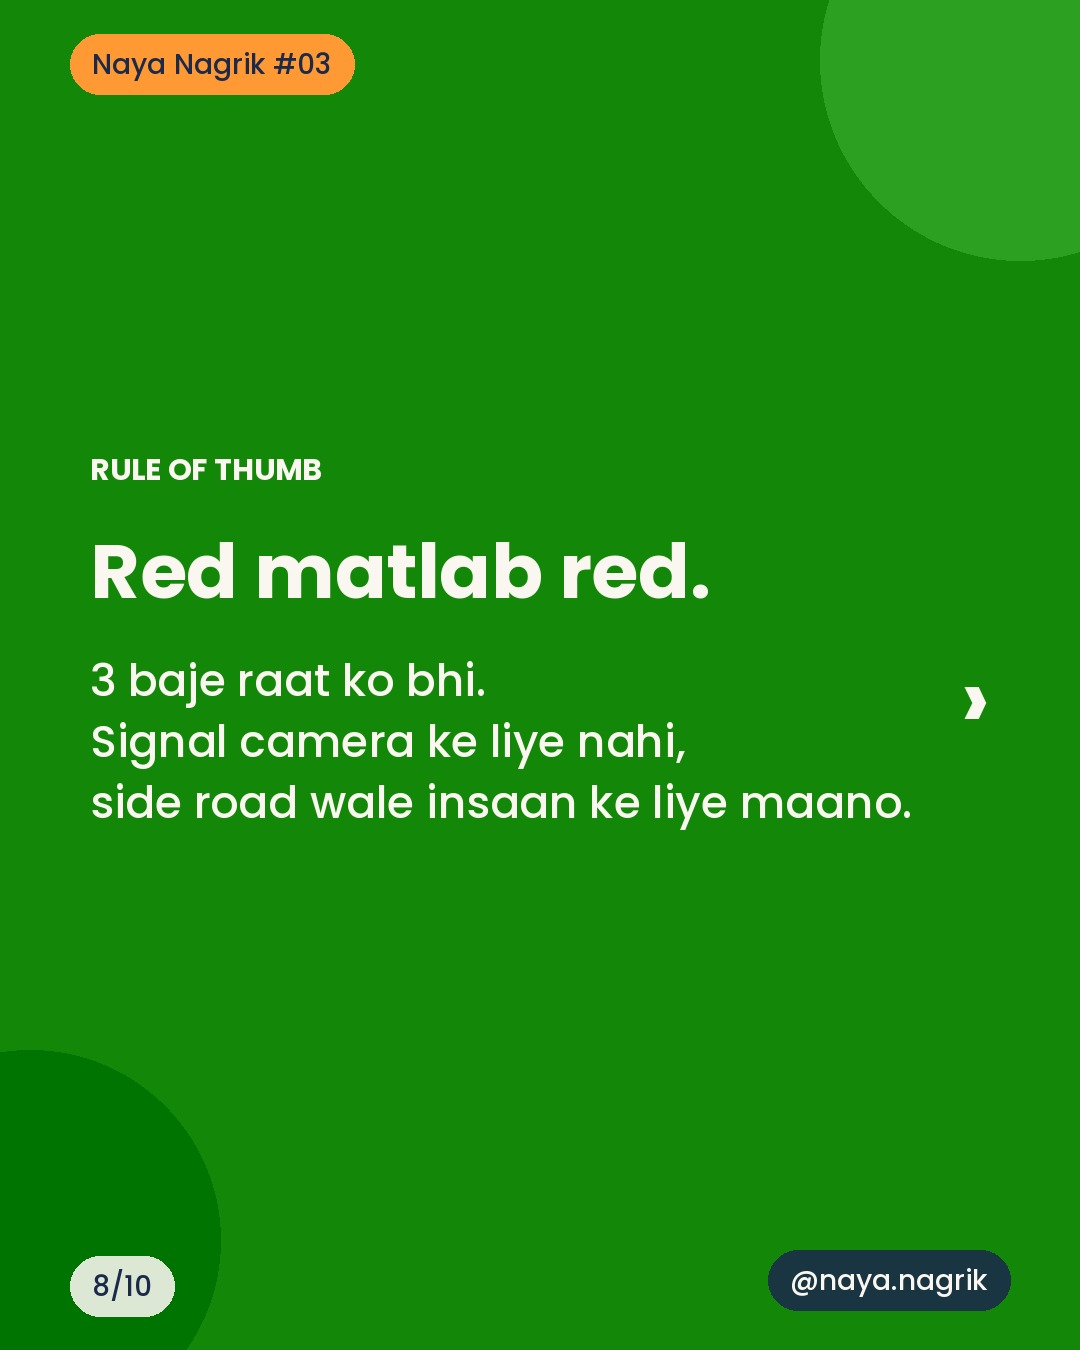 Naya Nagrik #03
RULE OF THUMB
Red matlab red.
3 baje raat ko bhi.
Signal camera ke liye nahi,
side road wale insaan ke liye maano.
8/10
@naya.nagrik